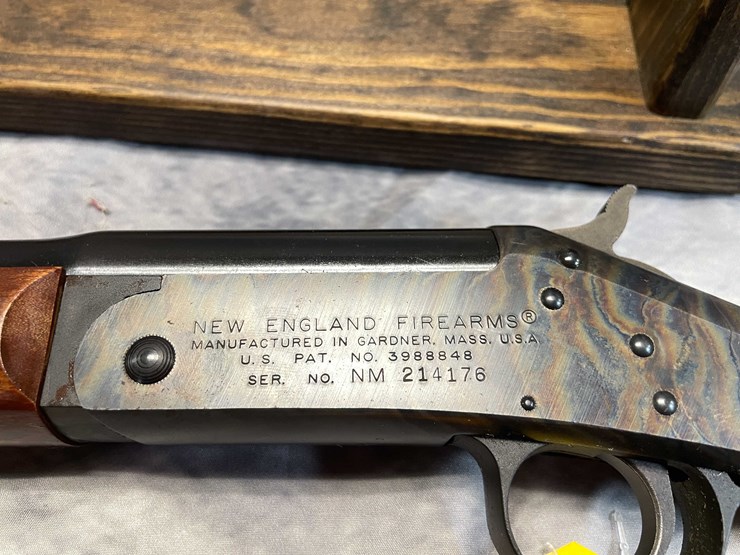 NEW ENGLAND FIREARMS®
MANUFACTURED IN GARDNER, MASS. U.S.A.
U.S. PAT. NO. 3988848
SER. NO. NM 214176